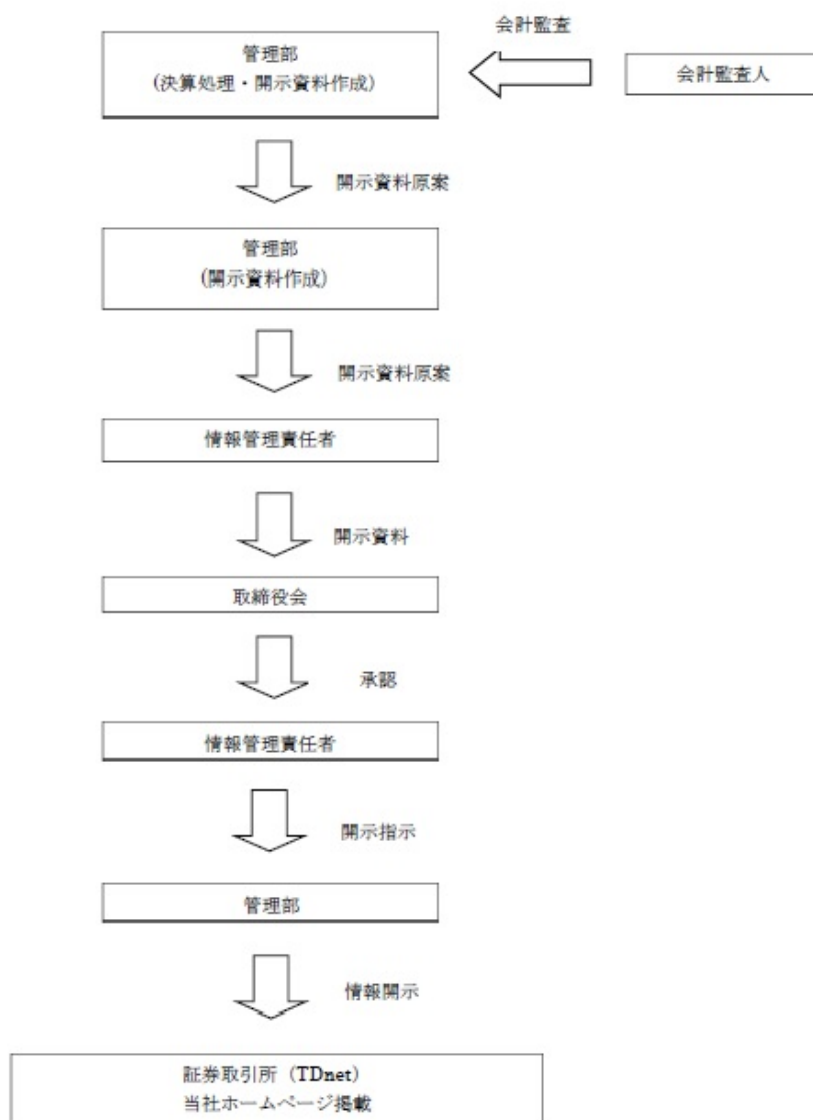 会計監査
管理部
(決算処理・開示資料作成)
会計監査人
開示資料原案
管理部
(開示資料作成)
開示資料原案
情報管理責任者
開示資料
取締役会
承認
情報管理責任者
開示指示
管理部
情報開示
証券取引所（TDnet）
当社ホームページ掲載